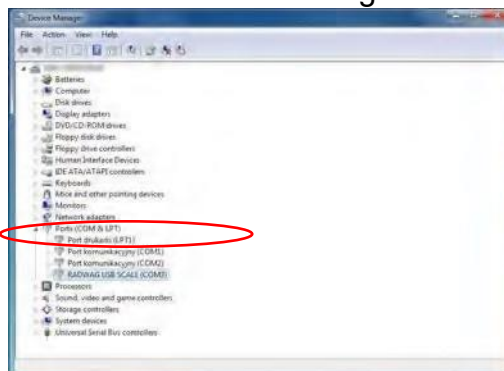 Device Manager
File Action View Help
Batteries
Computer
Disk drives
Display adapters
DVD/CD-ROM drives
Floppy disk drives
Floppy drive controllers
Human Interface Devices
IDE ATA/ATAPI controllers
Keyboards
Mice and other pointing devices
Monitors
Network adapters
Ports (COM & LPT)
Port drukarki (LPT1)
Port komunikacyjny (COM1)
Port komunikacyjny (COM2)
RADWAG USB SCALE (COM3)
Processors
Sound, video and game controllers
Storage controllers
System devices
Universal Serial Bus controllers